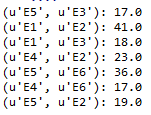 (u'E5', u'E3'): 17.0
(u'E1', u'E2'): 41.0
(u'E1', u'E3'): 18.0
(u'E4', u'E2'): 23.0
(u'E5', u'E6'): 36.0
(u'E4', u'E6'): 17.0
(u'E5', u'E2'): 19.0